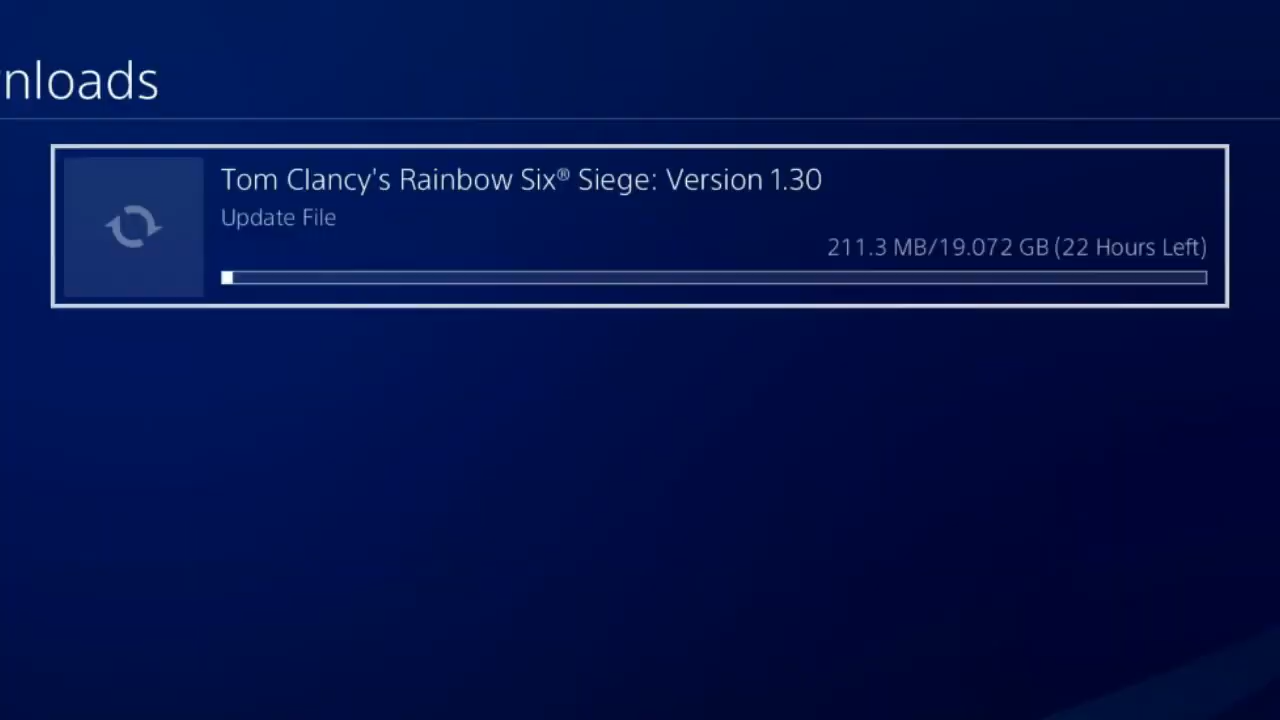 nloads
Tom Clancy's Rainbow Six® Siege: Version 1.30
Update File
211.3 MB/19.072 GB (22 Hours Left)